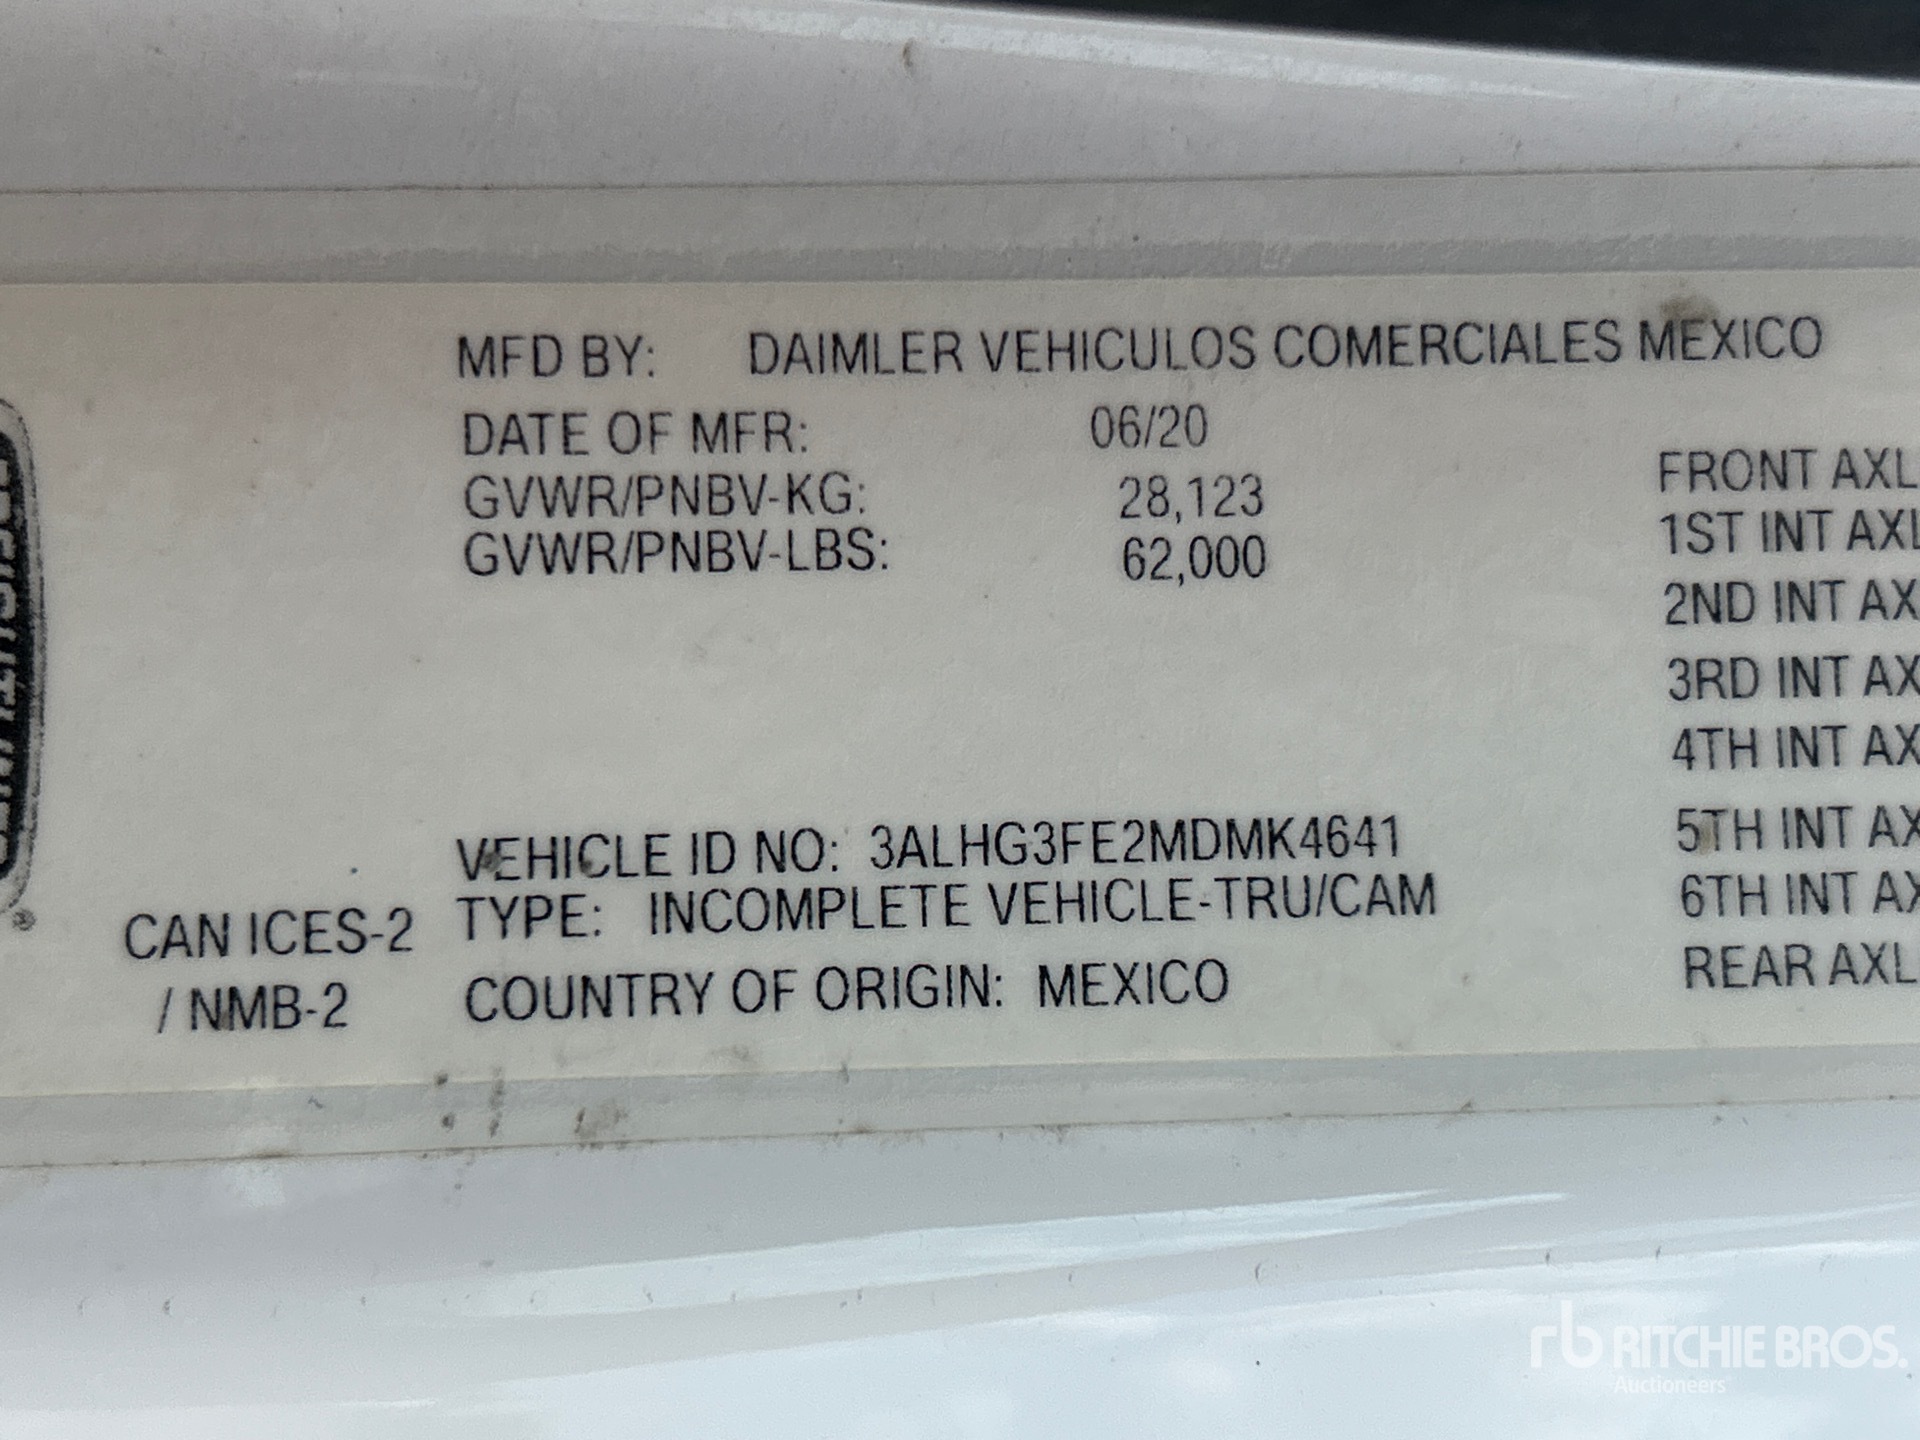 MFD BY: DAIMLER VEHICULOS COMERCIALES MEXICO
DATE OF MFR: 06/20
GVWR/PNBV-KG: 28,123
GVWR/PNBV-LBS: 62,000
VEHICLE ID NO: 3ALHG3FE2MDMK4641
TYPE: INCOMPLETE VEHICLE-TRU/CAM
COUNTRY OF ORIGIN: MEXICO
CAN ICES-2
/ NMB-2
FRONT AXL
1ST INT AXL
2ND INT AX
3RD INT AX
4TH INT AX
5TH INT AX
6TH INT AX
REAR AXL
rb RITCHIE BROS.
Auctioneers